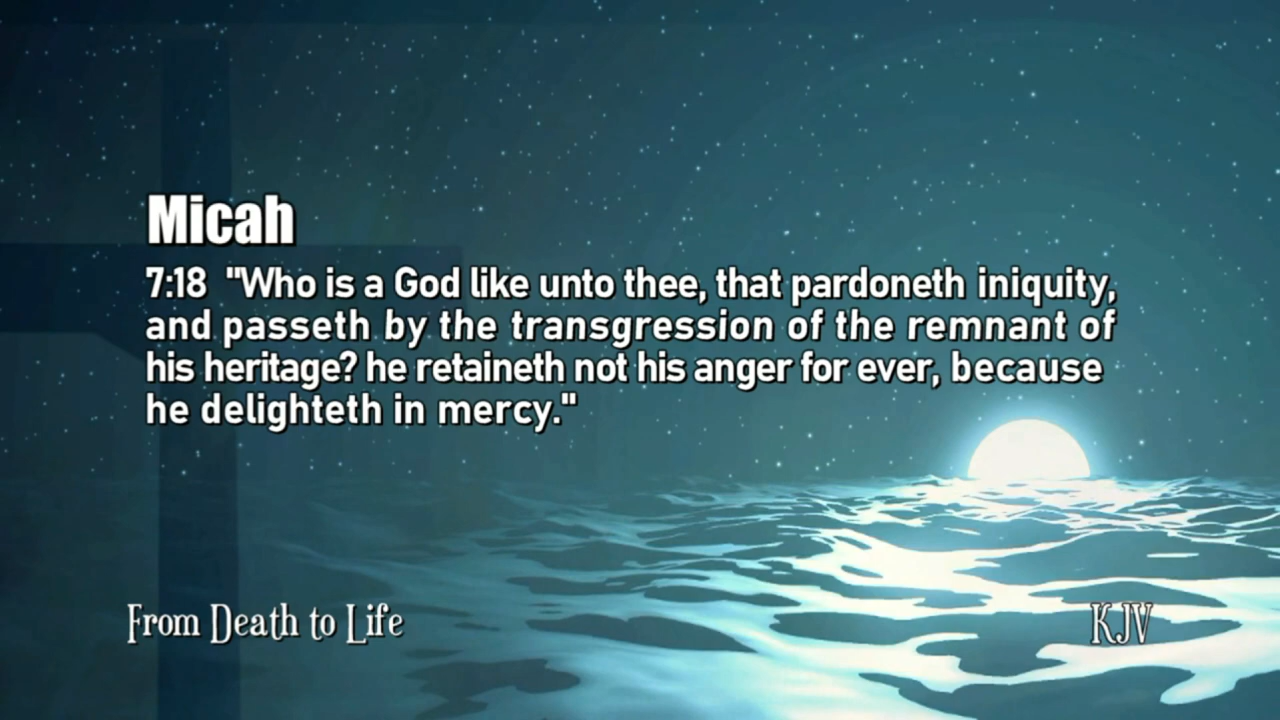 Micah
7:18 "Who is a God like unto thee, that pardoneth iniquity,
and passeth by the transgression of the remnant of
his heritage? he retaineth not his anger for ever, because
he delighteth in mercy."
From Death to Life
KJV